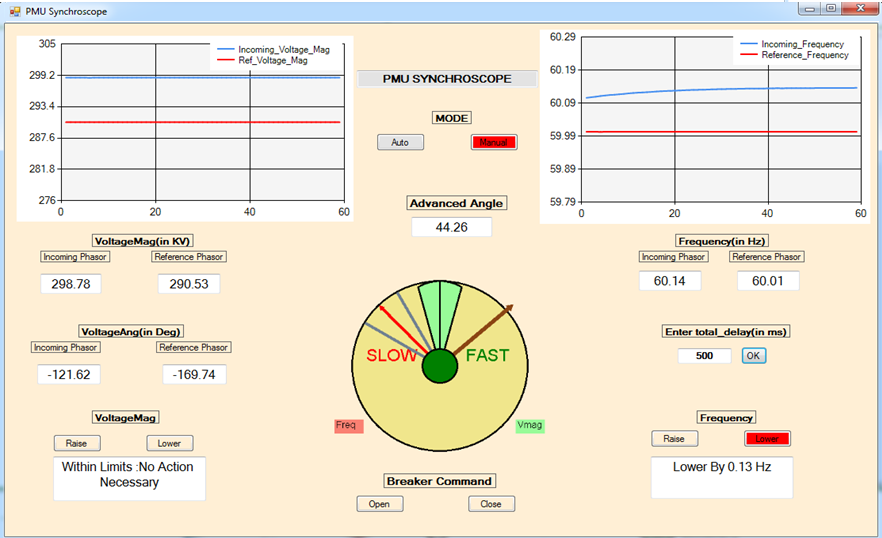 PMU Synchroscope
305
299.2
293.4
287.6
281.8
276
0
20
40
60
Incoming_Voltage_Mag
Ref_Voltage_Mag
PMU SYNCHROSCOPE
60.29
60.19
60.09
59.99
59.89
59.79
0
20
40
60
Incoming_Frequency
Reference_Frequency
MODE
Auto
Manual
Advanced Angle
44.26
VoltageMag(in KV)
Incoming Phasor
Reference Phasor
298.78
290.53
Frequency(in Hz)
Incoming Phasor
Reference Phasor
60.14
60.01
VoltageAng(in Deg)
Incoming Phasor
Reference Phasor
-121.62
-169.74
SLOW
FAST
Freq
Vmag
Enter total_delay(in ms)
500
OK
VoltageMag
Raise
Lower
Within Limits :No Action
Necessary
Frequency
Raise
Lower
Lower By 0.13 Hz
Breaker Command
Open
Close